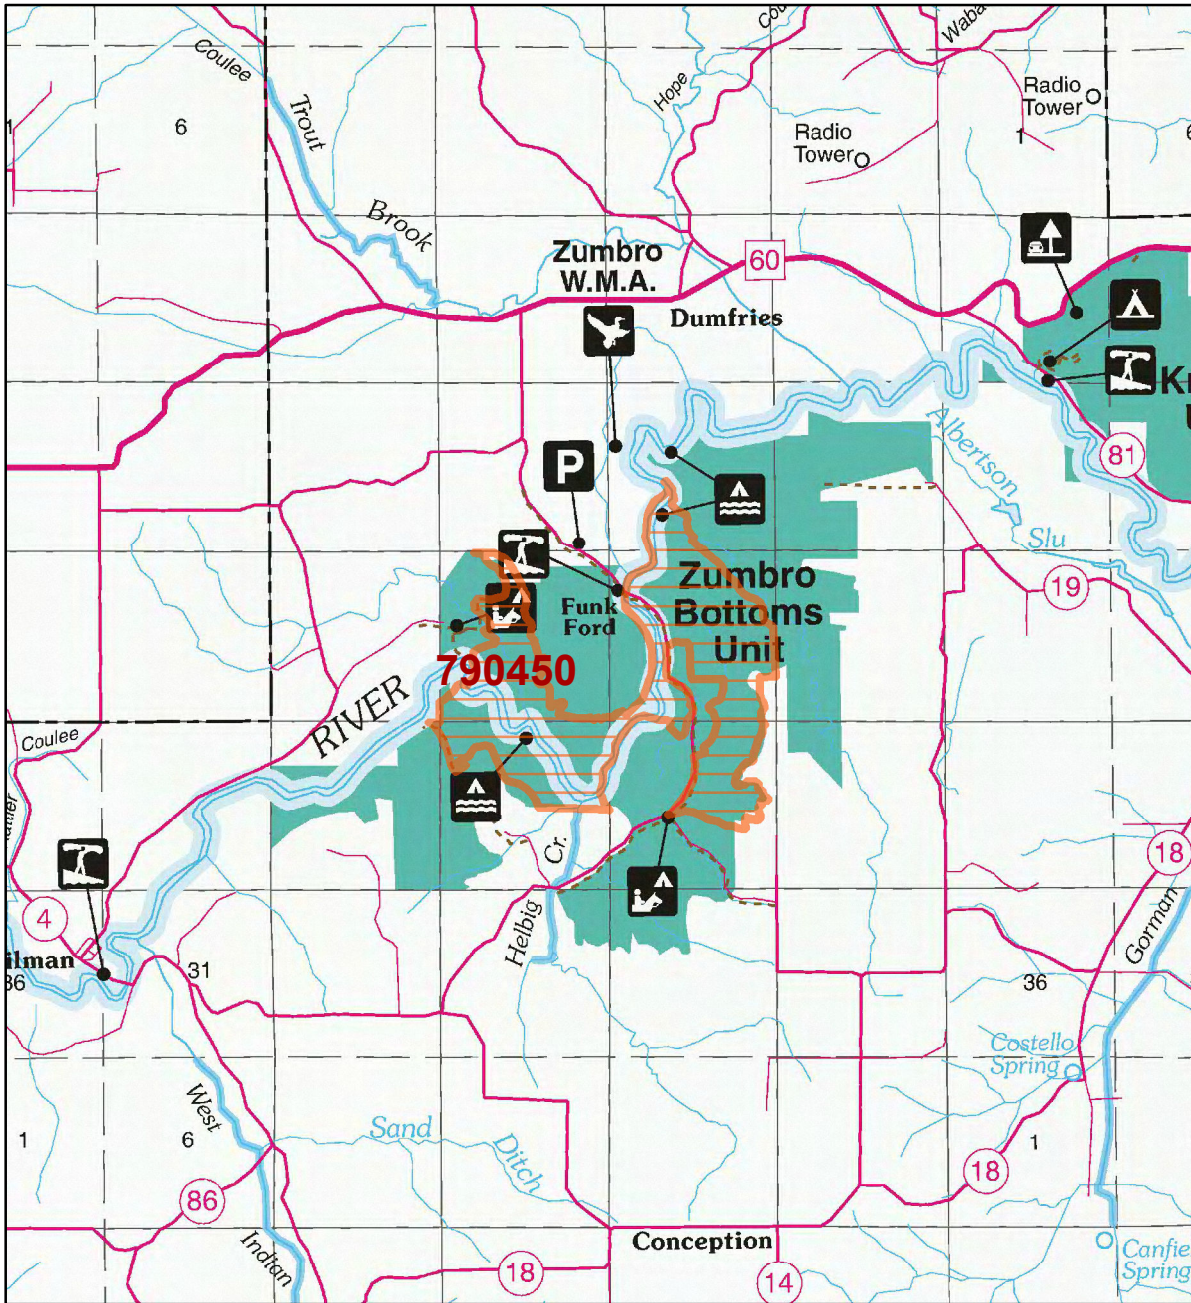 Coulee
Hope
Trout
6
1
Radio
Tower
Radio
Tower
1
Brook
Zumbro
W.M.A.
60
Dumfries
P
Albertson
81
Slu
Zumbro
Bottoms
Unit
Funk
Ford
19
790450
RIVER
Coulee
Cr.
18
4
Helbig
Gorman
31
36
36
Costello
Spring
West
Sand
Ditch
1
6
1
18
86
Indian
Conception
18
14